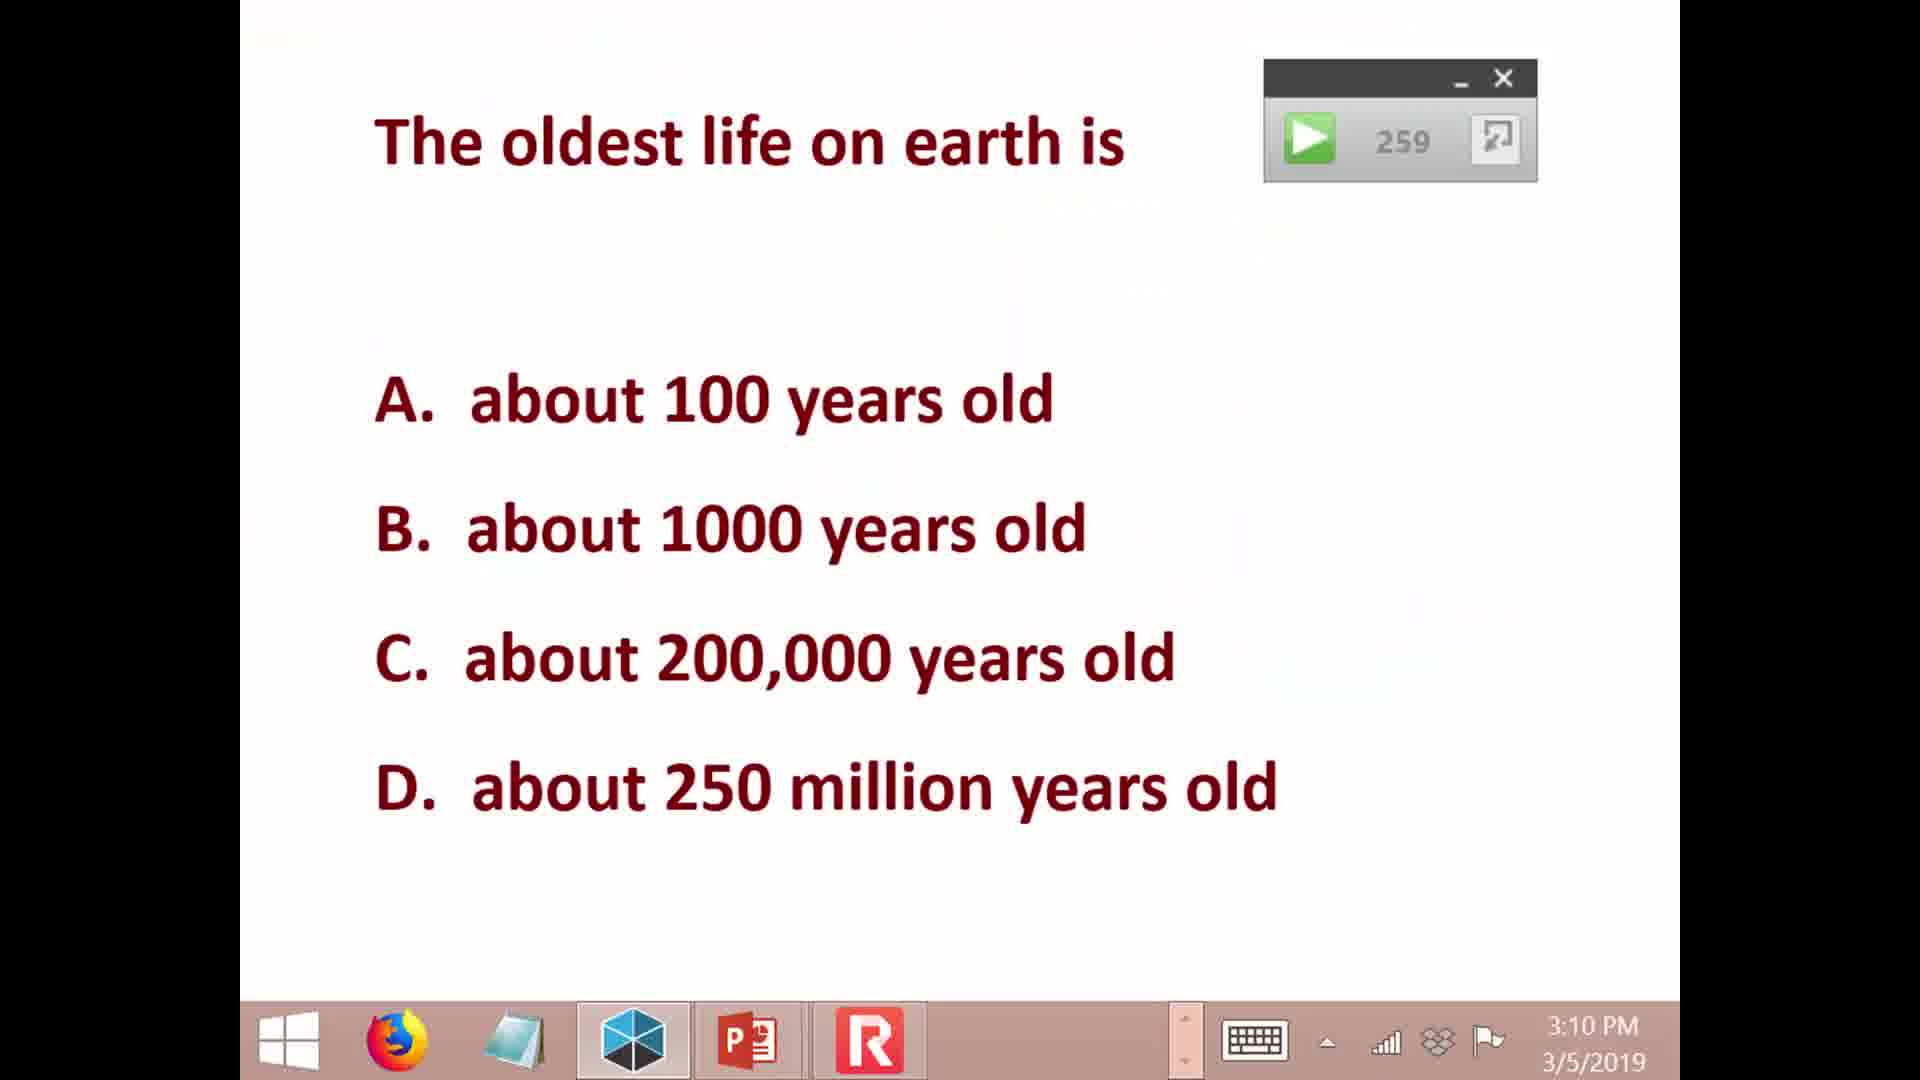 The oldest life on earth is
259
A. about 100 years old
B. about 1000 years old
C. about 200,000 years old
D. about 250 million years old
P
R
3:10 PM
3/5/2019